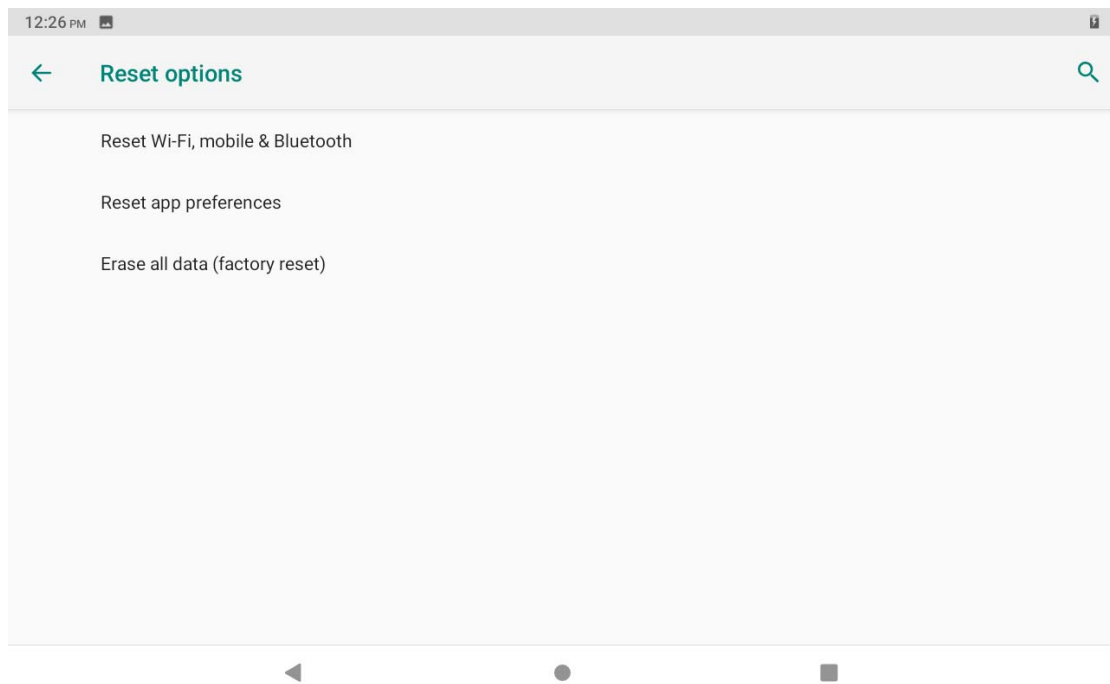 12:26 PM
Reset options
Reset Wi-Fi, mobile & Bluetooth
Reset app preferences
Erase all data (factory reset)